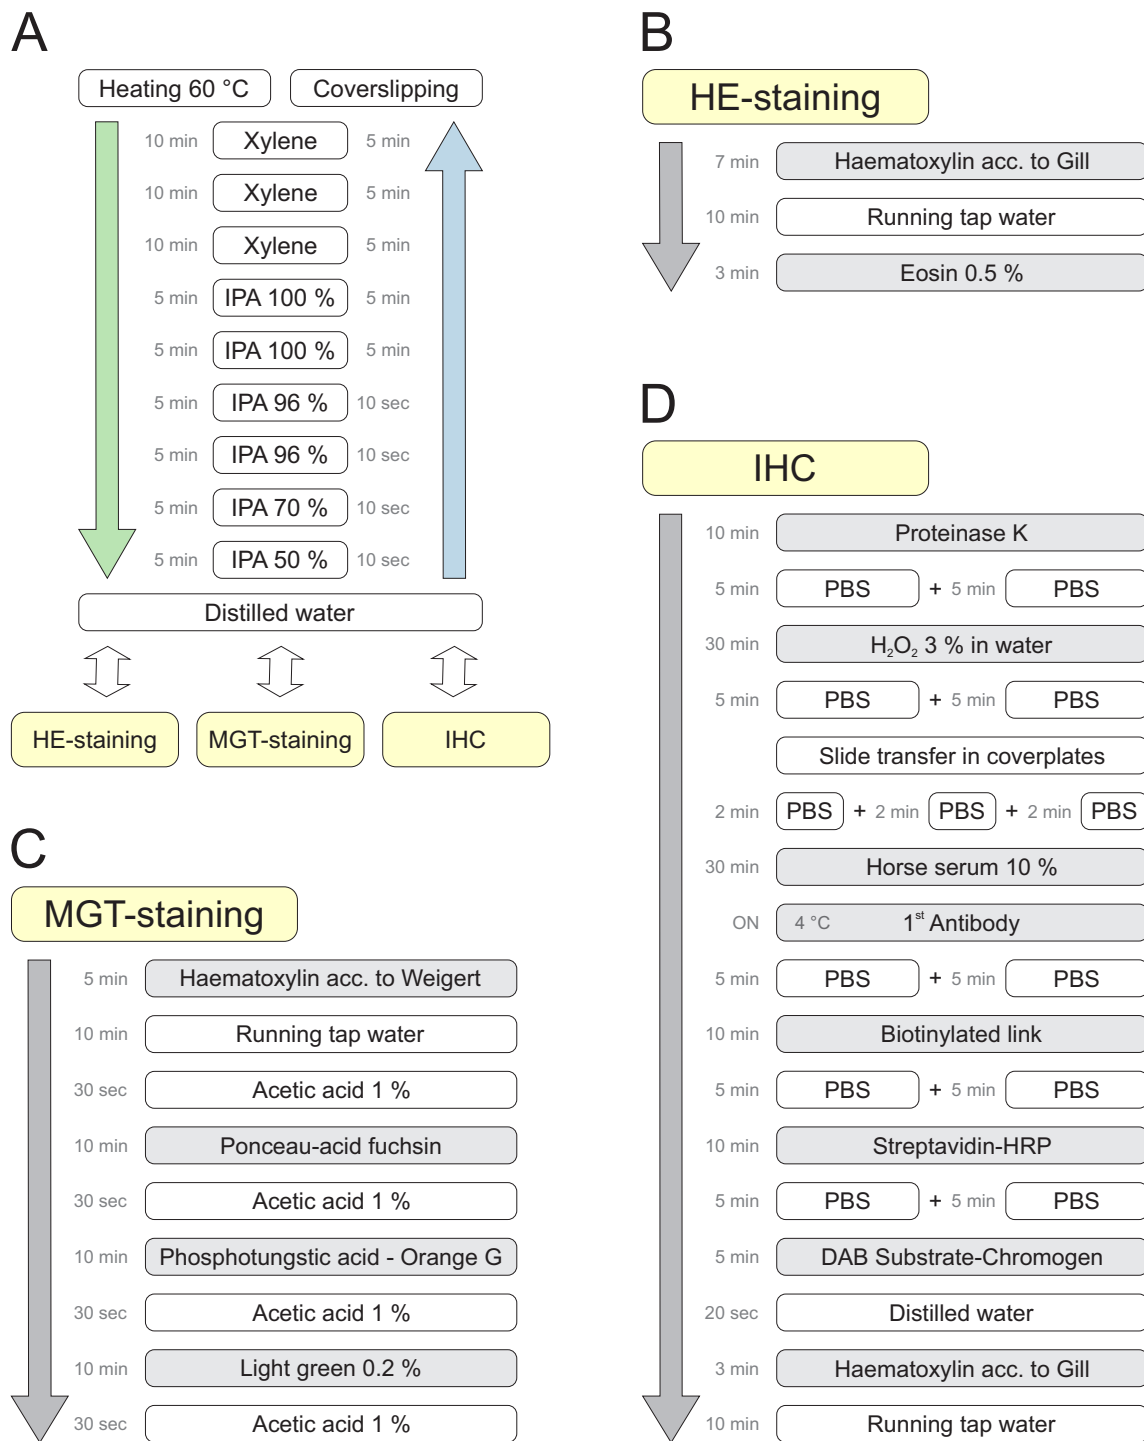 A
Heating 60 °C Coverslipping
10 min Xylene 5 min
10 min Xylene 5 min
10 min Xylene 5 min
5 min IPA 100 % 5 min
5 min IPA 100 % 5 min
5 min IPA 96 % 10 sec
5 min IPA 96 % 10 sec
5 min IPA 70 % 10 sec
5 min IPA 50 % 10 sec
Distilled water
HE-staining MGT-staining IHC
B
HE-staining
7 min Haematoxylin acc. to Gill
10 min Running tap water
3 min Eosin 0.5 %
C
MGT-staining
5 min Haematoxylin acc. to Weigert
10 min Running tap water
30 sec Acetic acid 1 %
10 min Ponceau-acid fuchsin
30 sec Acetic acid 1 %
10 min Phosphotungstic acid - Orange G
30 sec Acetic acid 1 %
10 min Light green 0.2 %
30 sec Acetic acid 1 %
D
IHC
10 min Proteinase K
5 min PBS + 5 min PBS
30 min H₂O₂ 3 % in water
5 min PBS + 5 min PBS
Slide transfer in coverplates
2 min PBS + 2 min PBS + 2 min PBS
30 min Horse serum 10 %
ON 4 °C 1st Antibody
5 min PBS + 5 min PBS
10 min Biotinylated link
5 min PBS + 5 min PBS
10 min Streptavidin-HRP
5 min PBS + 5 min PBS
5 min DAB Substrate-Chromogen
20 sec Distilled water
3 min Haematoxylin acc. to Gill
10 min Running tap water